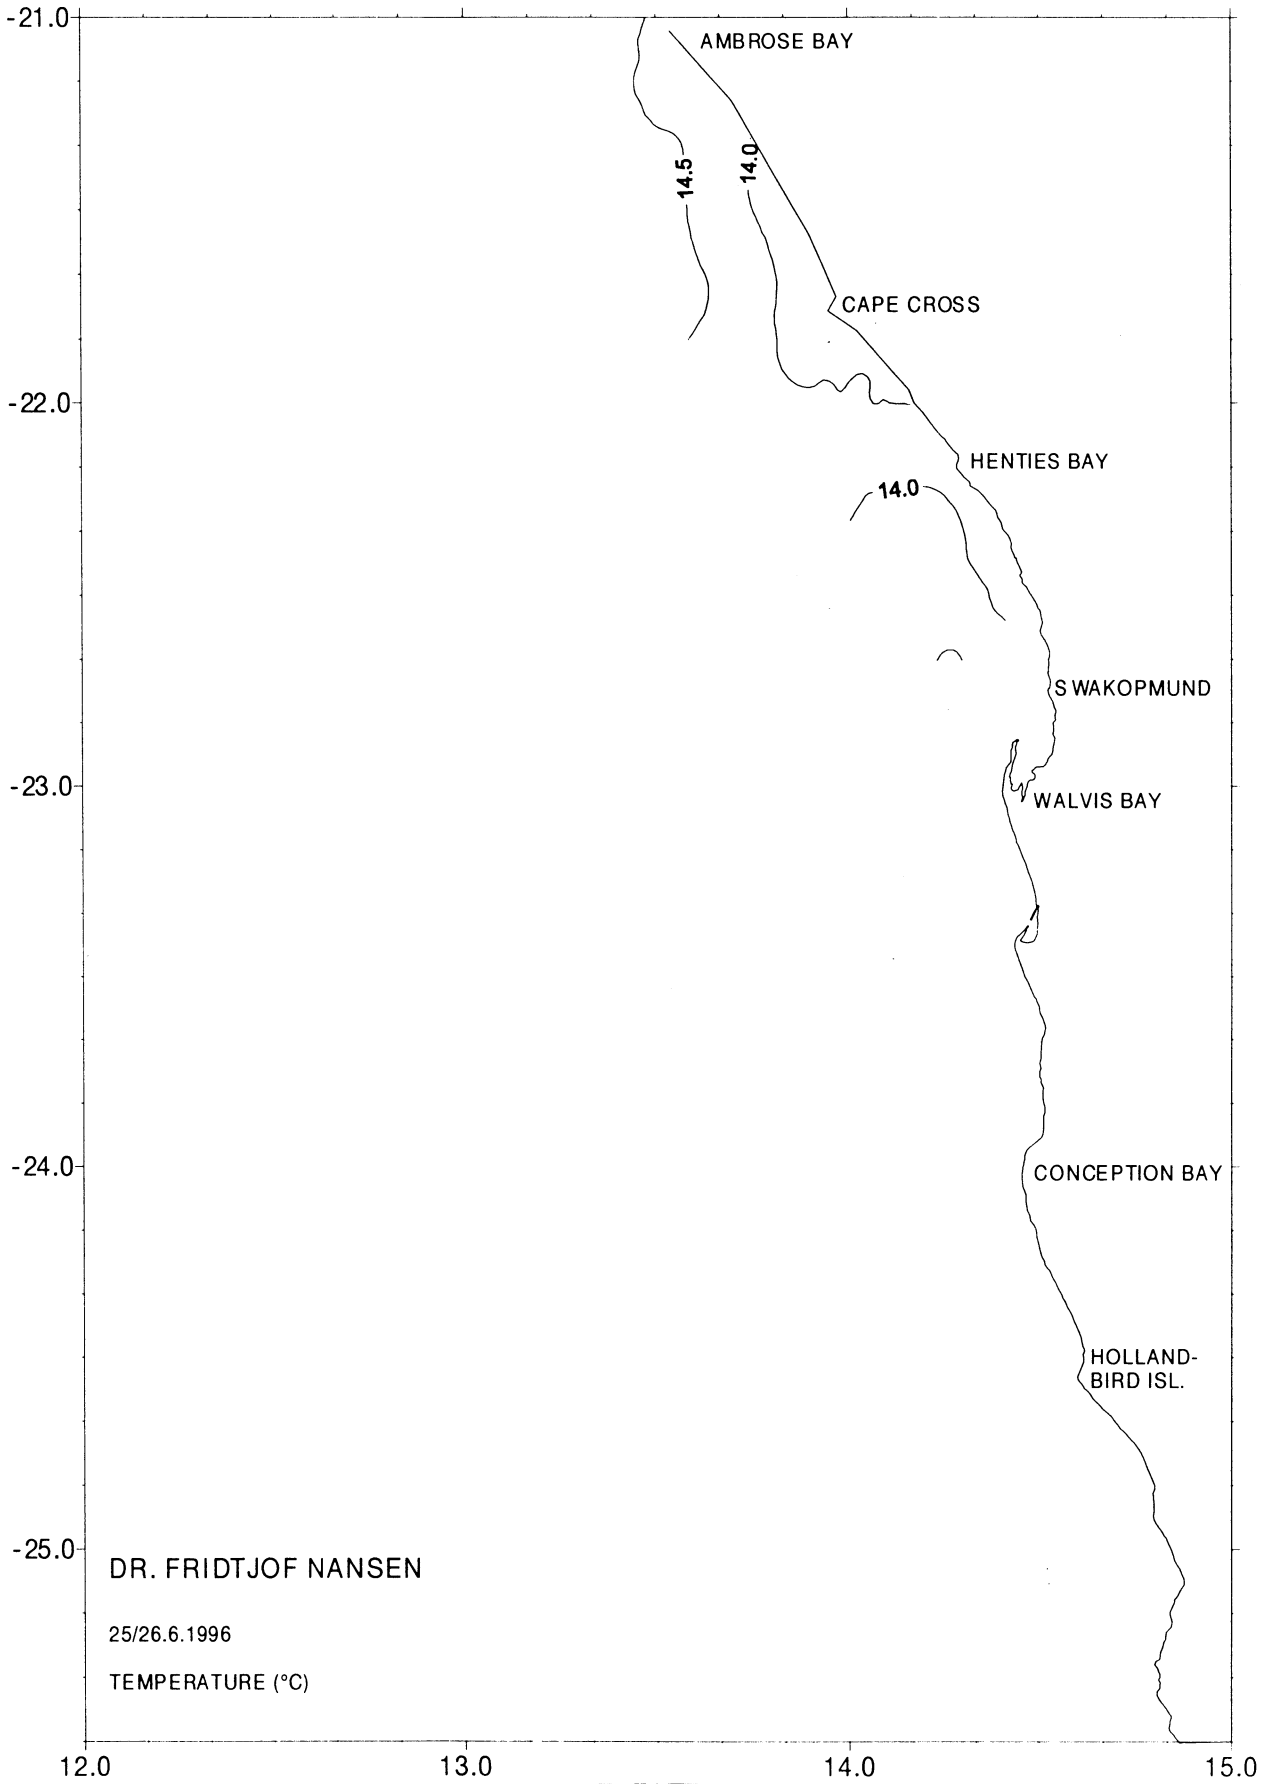 -21.0
AMBROSE BAY
14.5
14.0
CAPE CROSS
-22.0
HENTIES BAY
14.0
SWAKOPMUND
-23.0
WALVIS BAY
-24.0
CONCEPTION BAY
HOLLAND-
BIRD ISL.
-25.0
DR. FRIDTJOF NANSEN
25/26.6.1996
TEMPERATURE (°C)
12.0 13.0 14.0 15.0